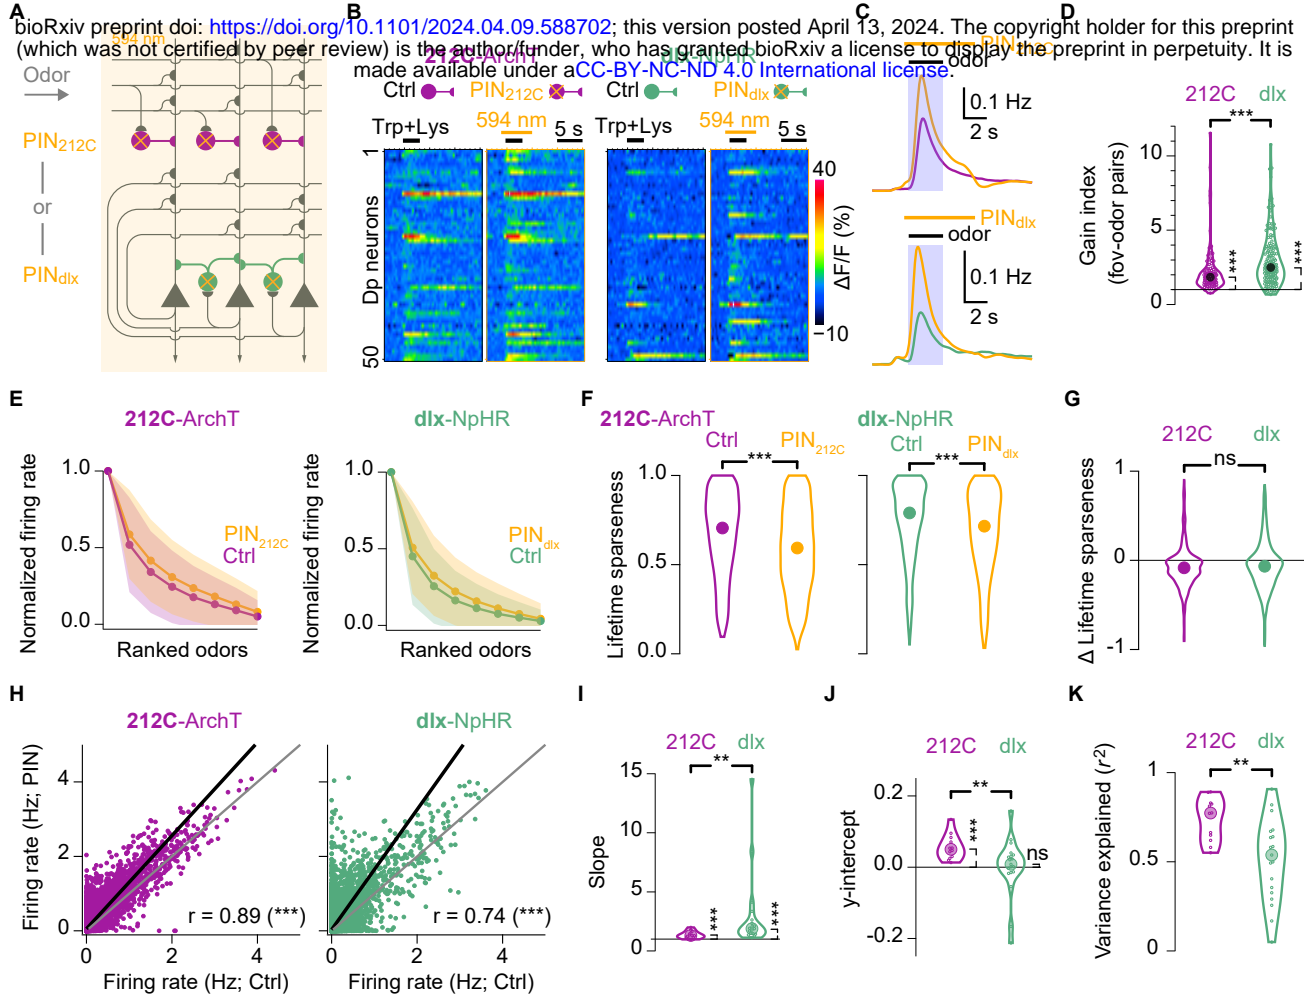 A B C D
bioRxiv preprint doi: https://doi.org/10.1101/2024.04.09.588702; this version posted April 13, 2024. The copyright holder for this preprint
(which was not certified by peer review) is the author/funder, who has granted bioRxiv a license to display the preprint in perpetuity. It is
made available under aCC-BY-NC-ND 4.0 International license.
594 nm
Odor
PIN212C
or
PINdlx
212C-ArchT
dlx-NpHR
Ctrl
PIN212C
Ctrl
PINdlx
Trp+Lys
594 nm
5 s
Trp+Lys
594 nm
5 s
1
Dp neurons
50
40
ΔF/F (%)
−10
PIN212C
odor
0.1 Hz
2 s
PINdlx
odor
0.1 Hz
2 s
212C dlx
***
Gain index
(fov-odor pairs)
10
5
0
***
***
E
212C-ArchT
Normalized firing rate
1.0
0.5
0.0
PIN212C
Ctrl
Ranked odors
dlx-NpHR
Normalized firing rate
1.0
0.5
0.0
PINdlx
Ctrl
Ranked odors
F
212C-ArchT
Ctrl
PIN212C
***
Lifetime sparseness
1.0
0.5
0.0
dlx-NpHR
Ctrl
PINdlx
***
G
212C dlx
ns
Δ Lifetime sparseness
1
0
-1
H
212C-ArchT
Firing rate (Hz; PIN)
4
2
0
r = 0.89 (***)
0 2 4
Firing rate (Hz; Ctrl)
dlx-NpHR
r = 0.74 (***)
0 2 4
Firing rate (Hz; Ctrl)
I
212C dlx
**
Slope
15
10
5
0
***
***
J
212C dlx
**
y-intercept
0.2
0.0
-0.2
***
ns
K
212C dlx
**
Variance explained (r2)
1
0.5
0